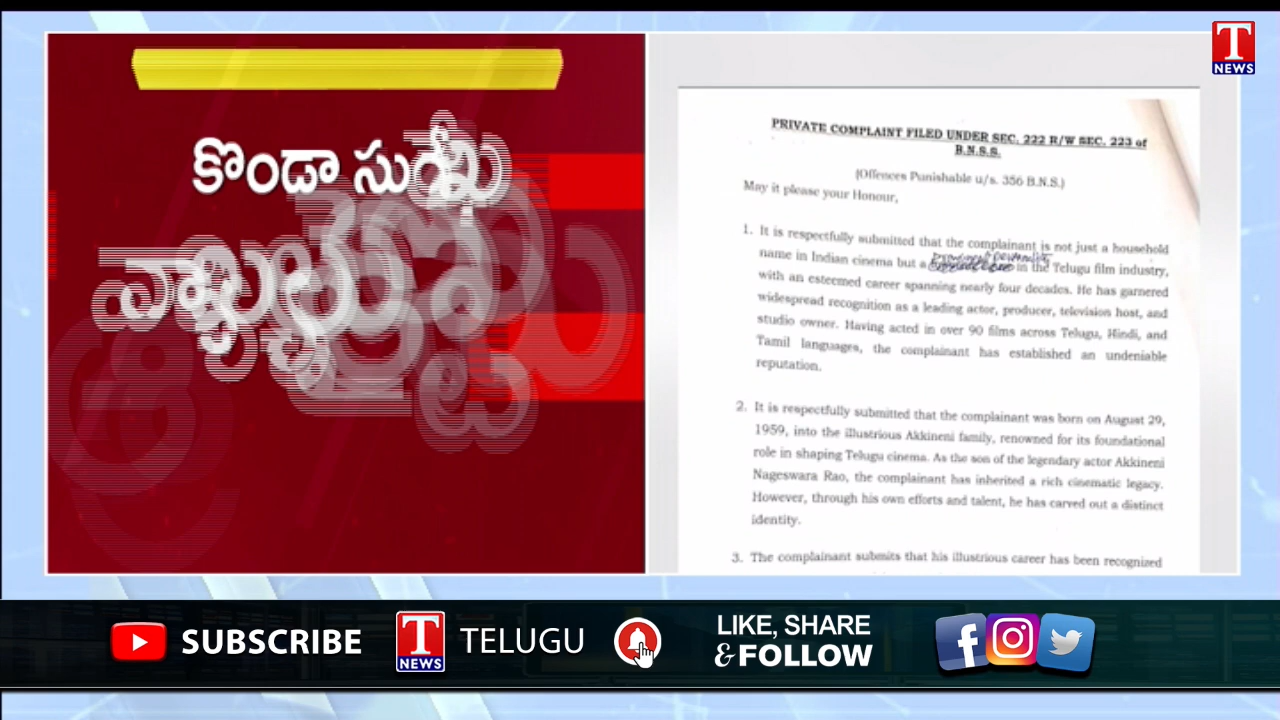 T
NEWS
కొండా
PRIVATE COMPLAINT FILED UNDER SEC. 222 R/W SEC. 223 of
B.N.S.S.
(Offences Punishable u/s. 356 B.N.S.)
May it please your Honour,
1. It is respectfully submitted that the complainant is not just a household
name in Indian cinema but a in the Telugu film industry,
with an esteemed career spanning nearly four decades. He has garnered
widespread recognition as a leading actor, producer, television host, and
studio owner. Having acted in over 90 films across Telugu, Hindi, and
Tamil languages, the complainant has established an undeniable
reputation.
2. It is respectfully submitted that the complainant was born on August 29,
1959, into the illustrious Akkineni family, renowned for its foundational
role in shaping Telugu cinema. As the son of the legendary actor Akkineni
Nageswara Rao, the complainant has inherited a rich cinematic legacy.
However, through his own efforts and talent, he has carved out a distinct
identity.
3. The complainant submits that his illustrious career has been recognized
SUBSCRIBE T NEWS TELUGU LIKE, SHARE
& FOLLOW